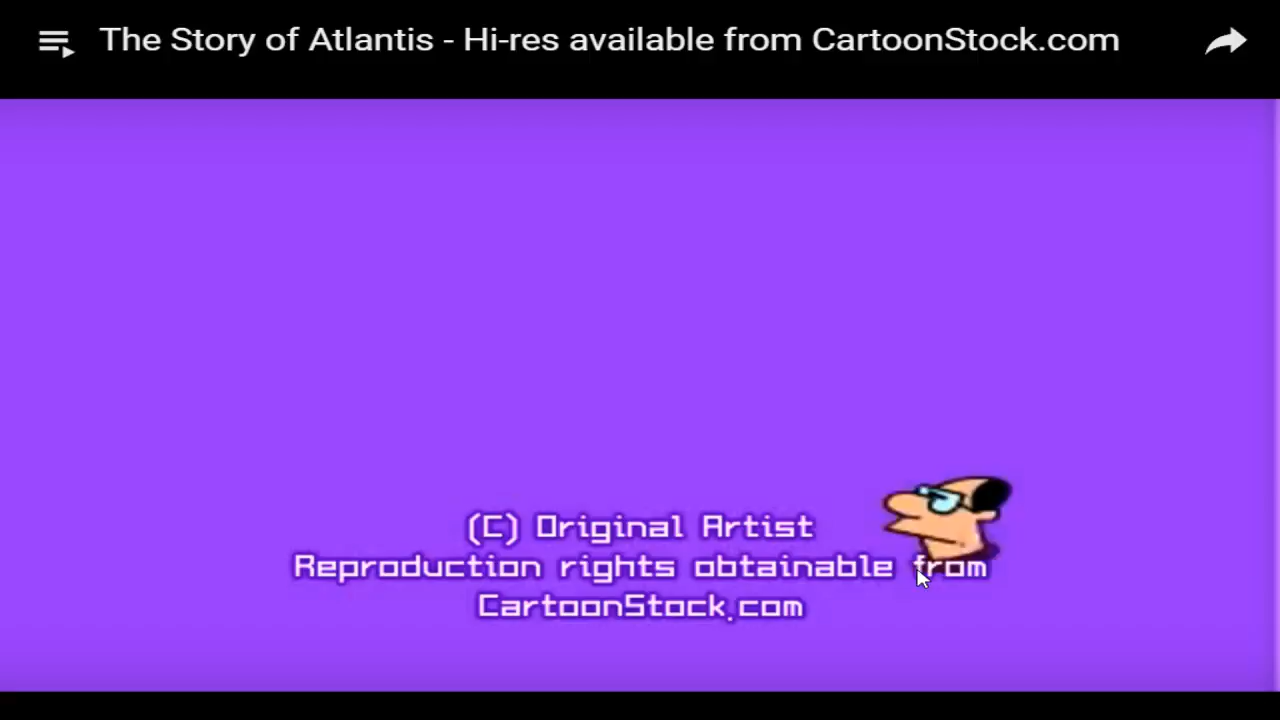 The Story of Atlantis - Hi-res available from CartoonStock.com
(C) Original Artist
Reproduction rights obtainable from
CartoonStock.com